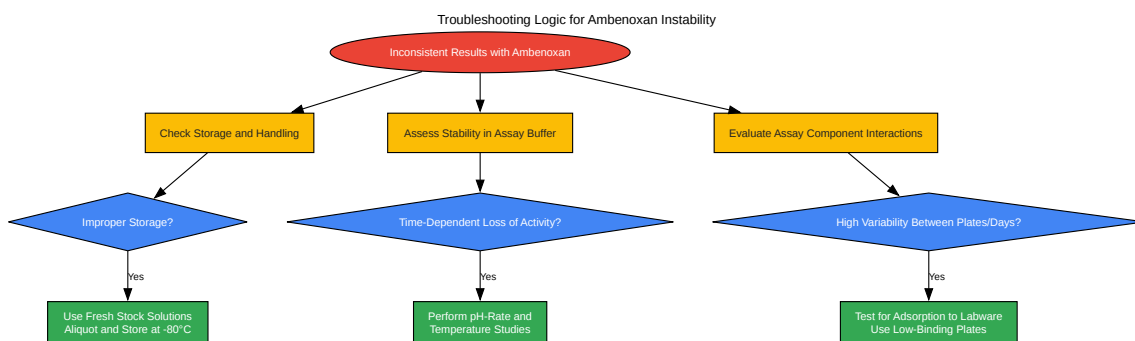 Troubleshooting Logic for Ambenoxan Instability
Inconsistent Results with Ambenoxan
Check Storage and Handling
Assess Stability in Assay Buffer
Evaluate Assay Component Interactions
Improper Storage?
Time-Dependent Loss of Activity?
High Variability Between Plates/Days?
Yes
Yes
Yes
Use Fresh Stock Solutions
Aliquot and Store at -80°C
Perform pH-Rate and
Temperature Studies
Test for Adsorption to Labware
Use Low-Binding Plates